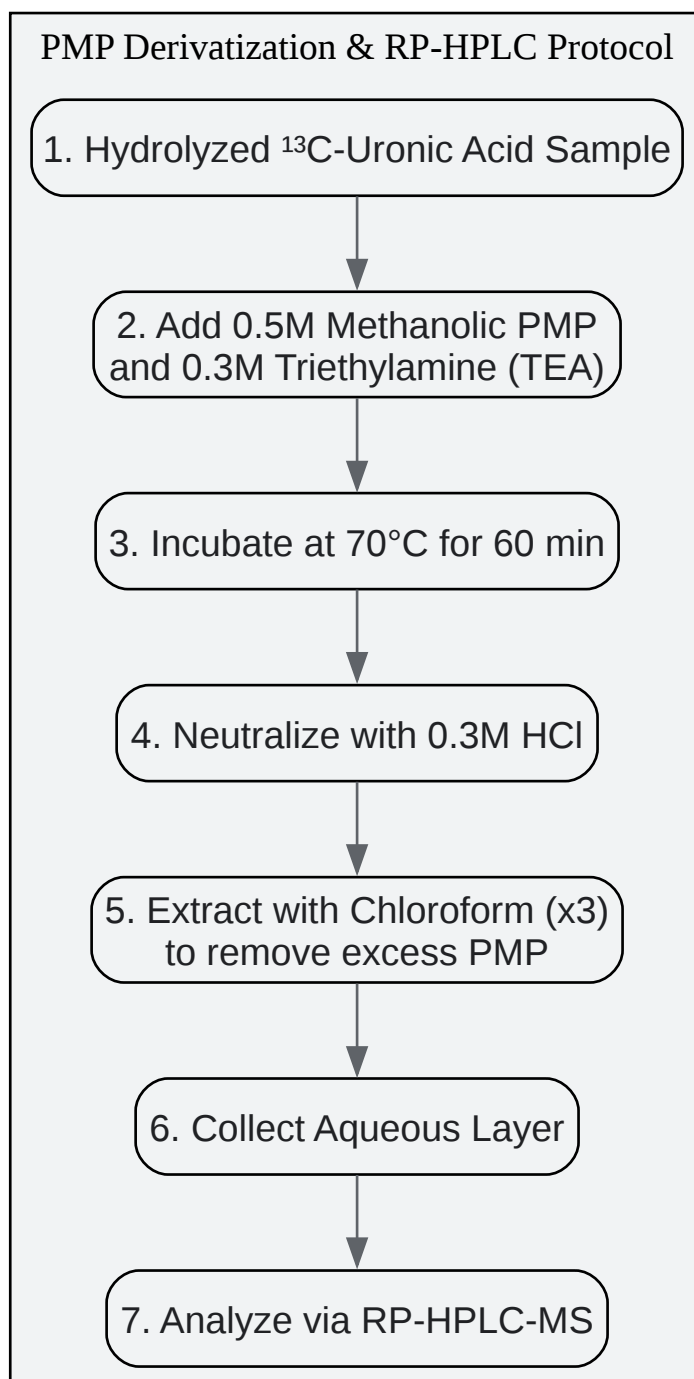 PMP Derivatization & RP-HPLC Protocol
1. Hydrolyzed ¹³C-Uronic Acid Sample
2. Add 0.5M Methanolic PMP
and 0.3M Triethylamine (TEA)
3. Incubate at 70°C for 60 min
4. Neutralize with 0.3M HCl
5. Extract with Chloroform (x3)
to remove excess PMP
6. Collect Aqueous Layer
7. Analyze via RP-HPLC-MS